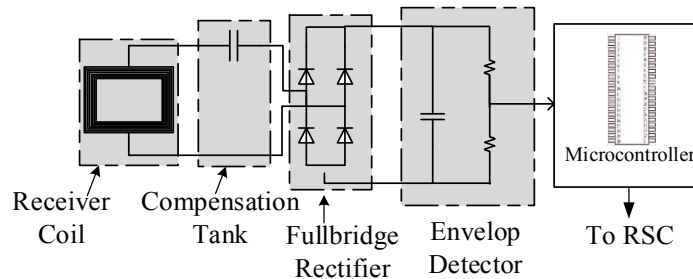 Microcontroller
Receiver
Coil
Compensation
Tank
Fullbridge
Rectifier
Envelop
Detector
To RSC